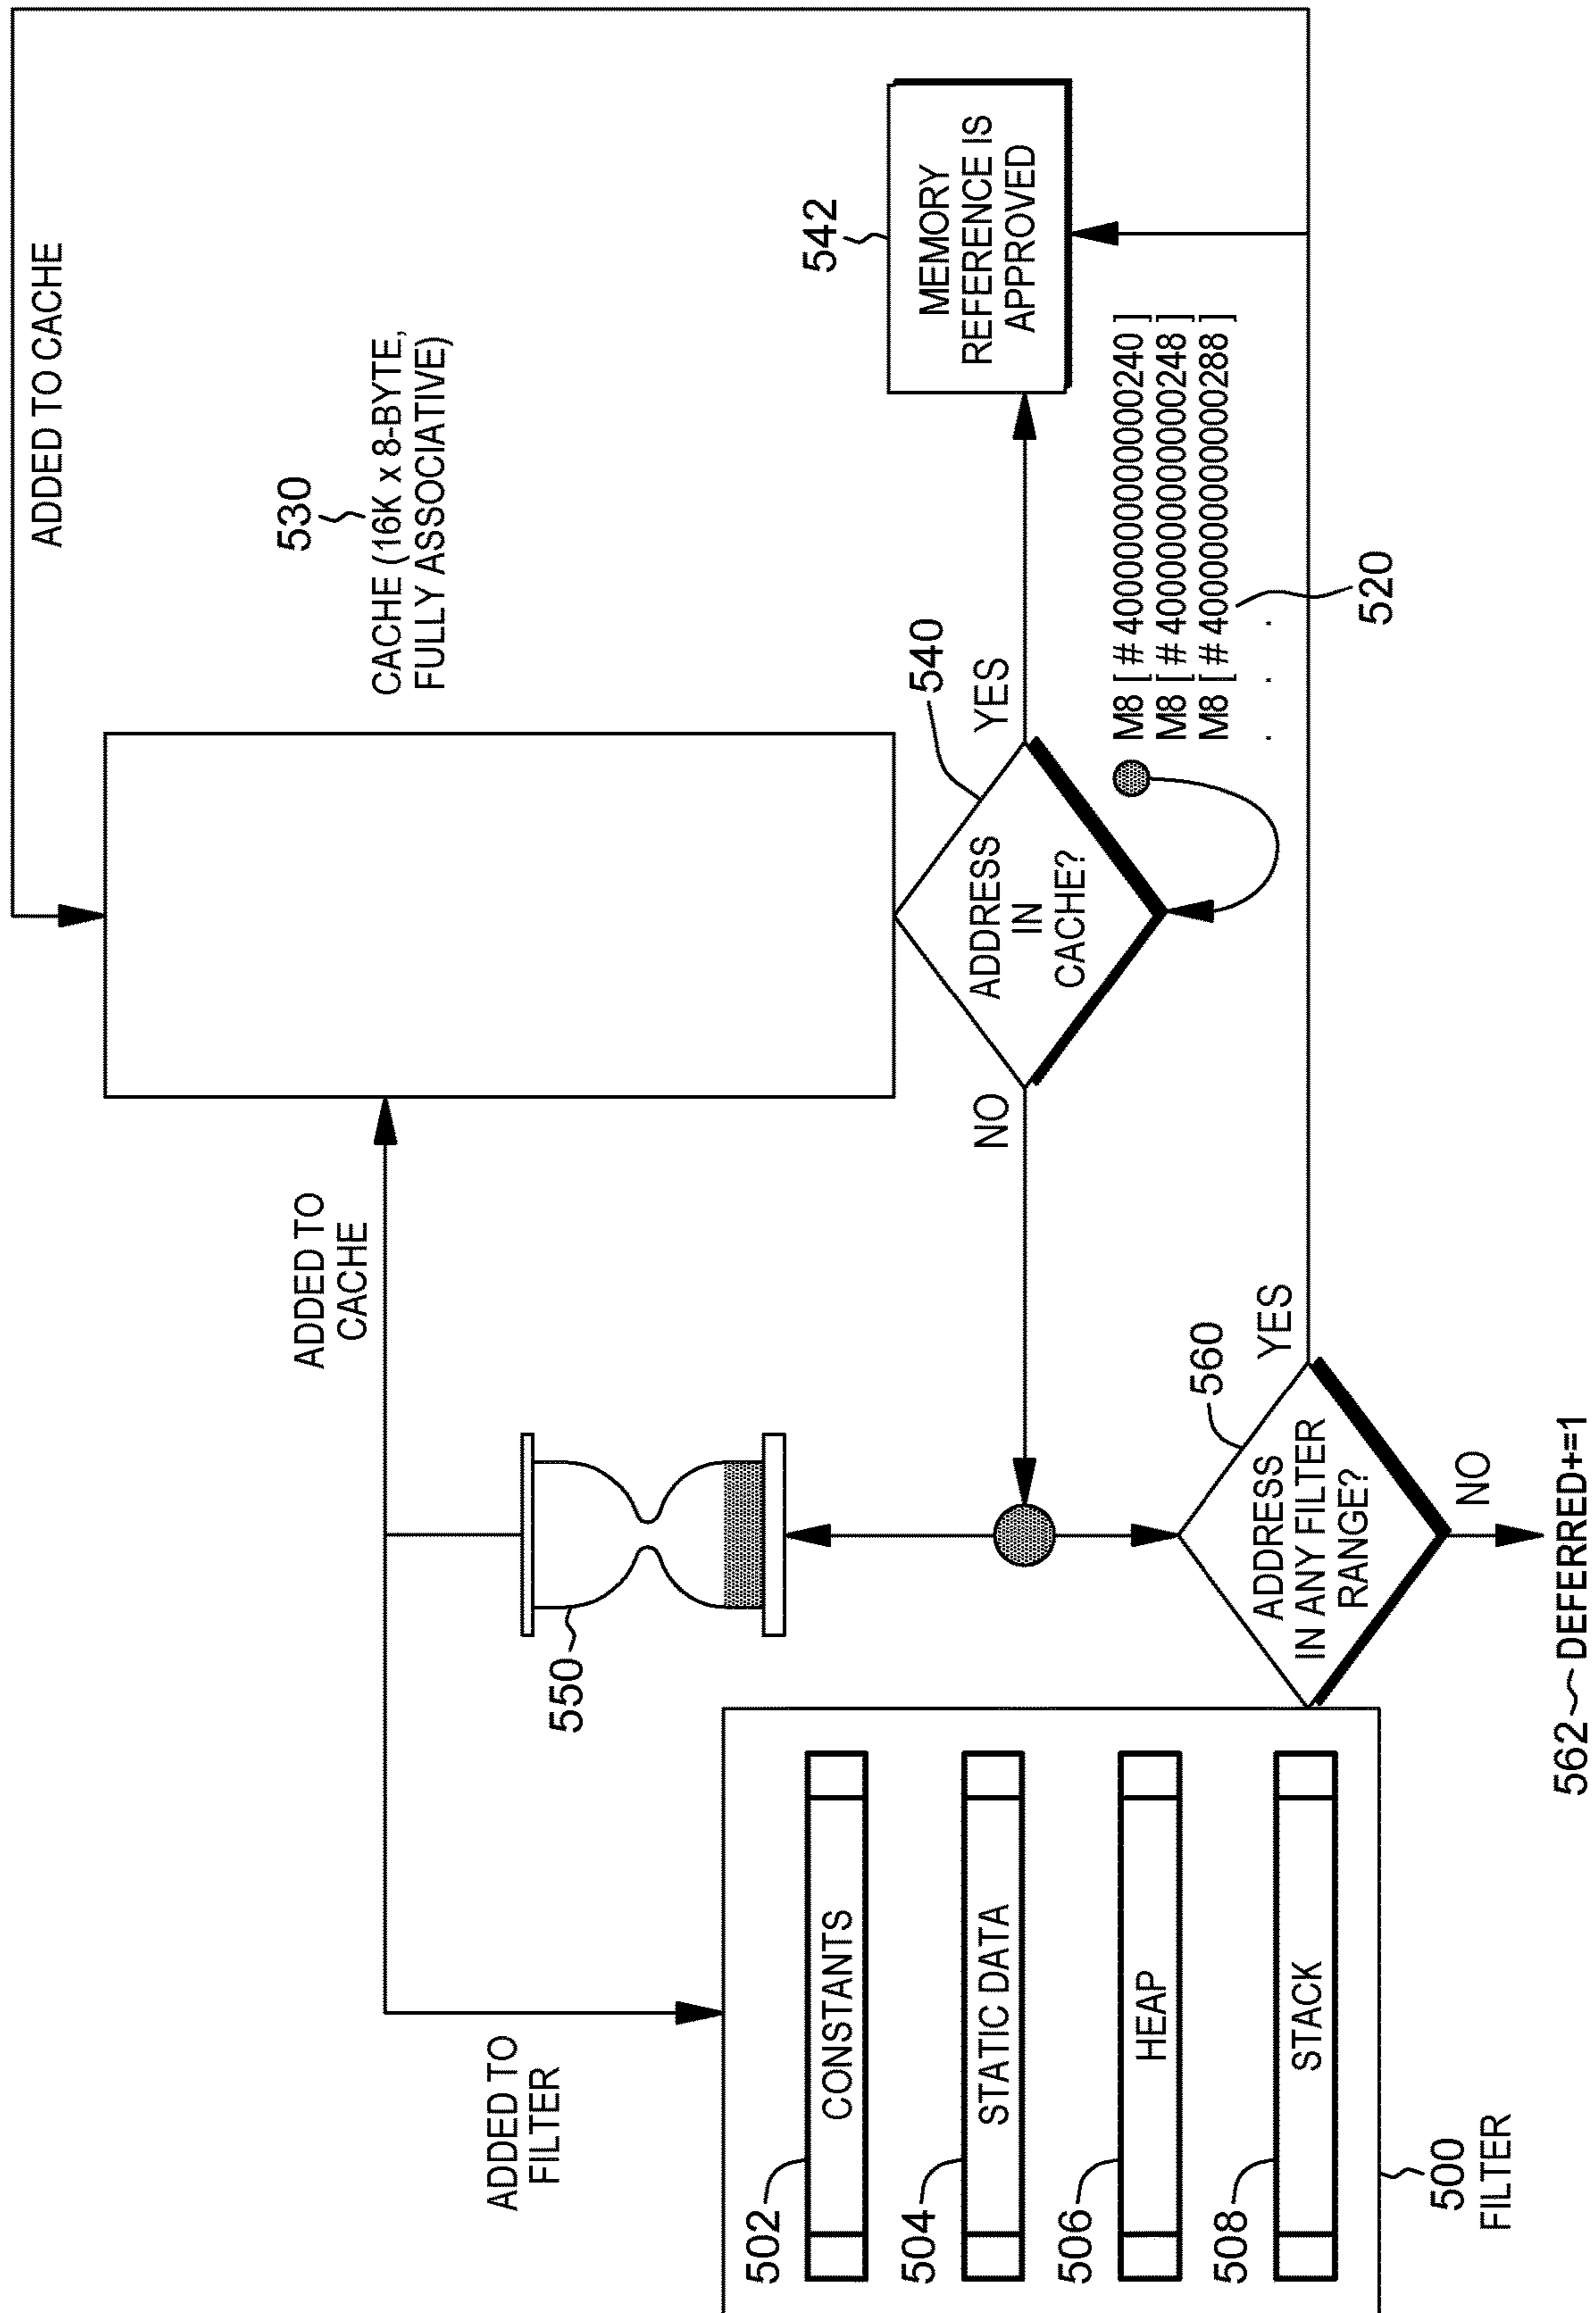 ADDED TO CACHE
530
CACHE (16K x 8-BYTE,
FULLY ASSOCIATIVE)
ADDED TO
CACHE
ADDED TO
FILTER
550
502
CONSTANTS
504
STATIC DATA
506
HEAP
508
STACK
500
FILTER
542
MEMORY
REFERENCE IS
APPROVED
540
YES
NO
ADDRESS
IN
CACHE?
M8 [ # 4000000000000240 ]
M8 [ # 4000000000000248 ]
M8 [ # 4000000000000288 ]
. . .
520
560
YES
ADDRESS
IN ANY FILTER
RANGE?
NO
562 DEFERRED+=1